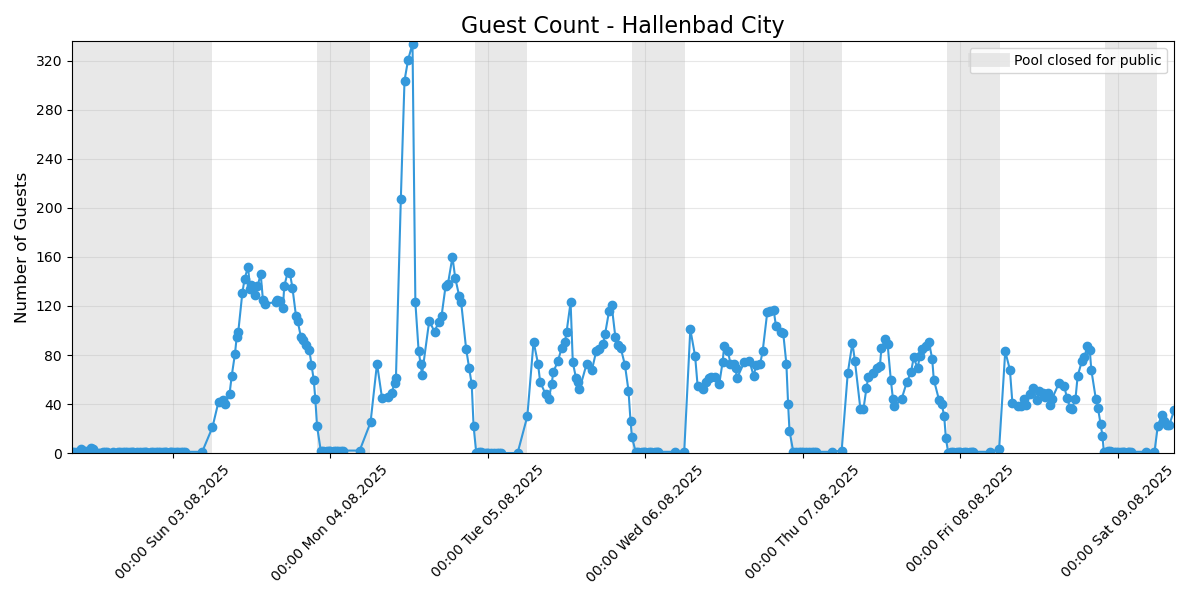 Guest Count - Hallenbad City
Pool closed for public
Number of Guests
320
280
240
200
160
120
80
40
0
00:00 Sun 03.08.2025
00:00 Mon 04.08.2025
00:00 Tue 05.08.2025
00:00 Wed 06.08.2025
00:00 Thu 07.08.2025
00:00 Fri 08.08.2025
00:00 Sat 09.08.2025